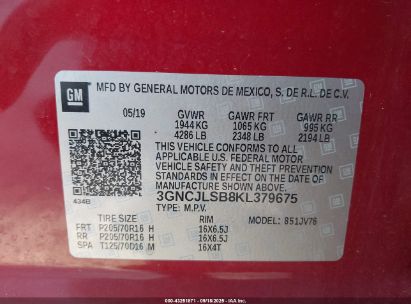 MFD BY GENERAL MOTORS DE MEXICO, S. DE R.L. DE C.V.
GM
05/19 GVWR GAWR FRT GAWR RR
1944 KG 1065 KG 995 KG
4286 LB 2348 LB 2194 LB
THIS VEHICLE CONFORMS TO ALL
APPLICABLE U.S. FEDERAL MOTOR
VEHICLE SAFETY AND THEFT PREVENTION
STANDARDS IN EFFECT ON THE DATE OF
MANUFACTURE SHOWN ABOVE.
434B
3GNCJLSB8KL379675
TYPE: M.P.V. MODEL: 851JV76
TIRE SIZE RIM
FRT P205/70R16 H 16X6.5J
RR P205/70R16 H 16X6.5J
SPA T125/70D16 M 16X4T